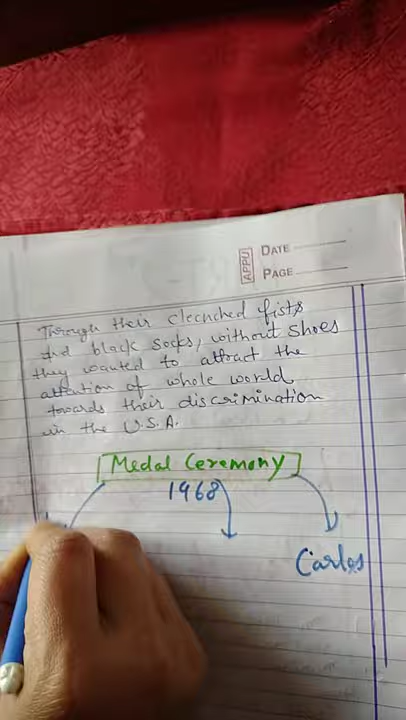 APPU
DATE
PAGE
Through their cleanched fists
and black socks, without shoes
they wanted to attract the
attention of whole world
towards their discrimination
in the U.S.A.
Medal Ceremony
1968
Carlos